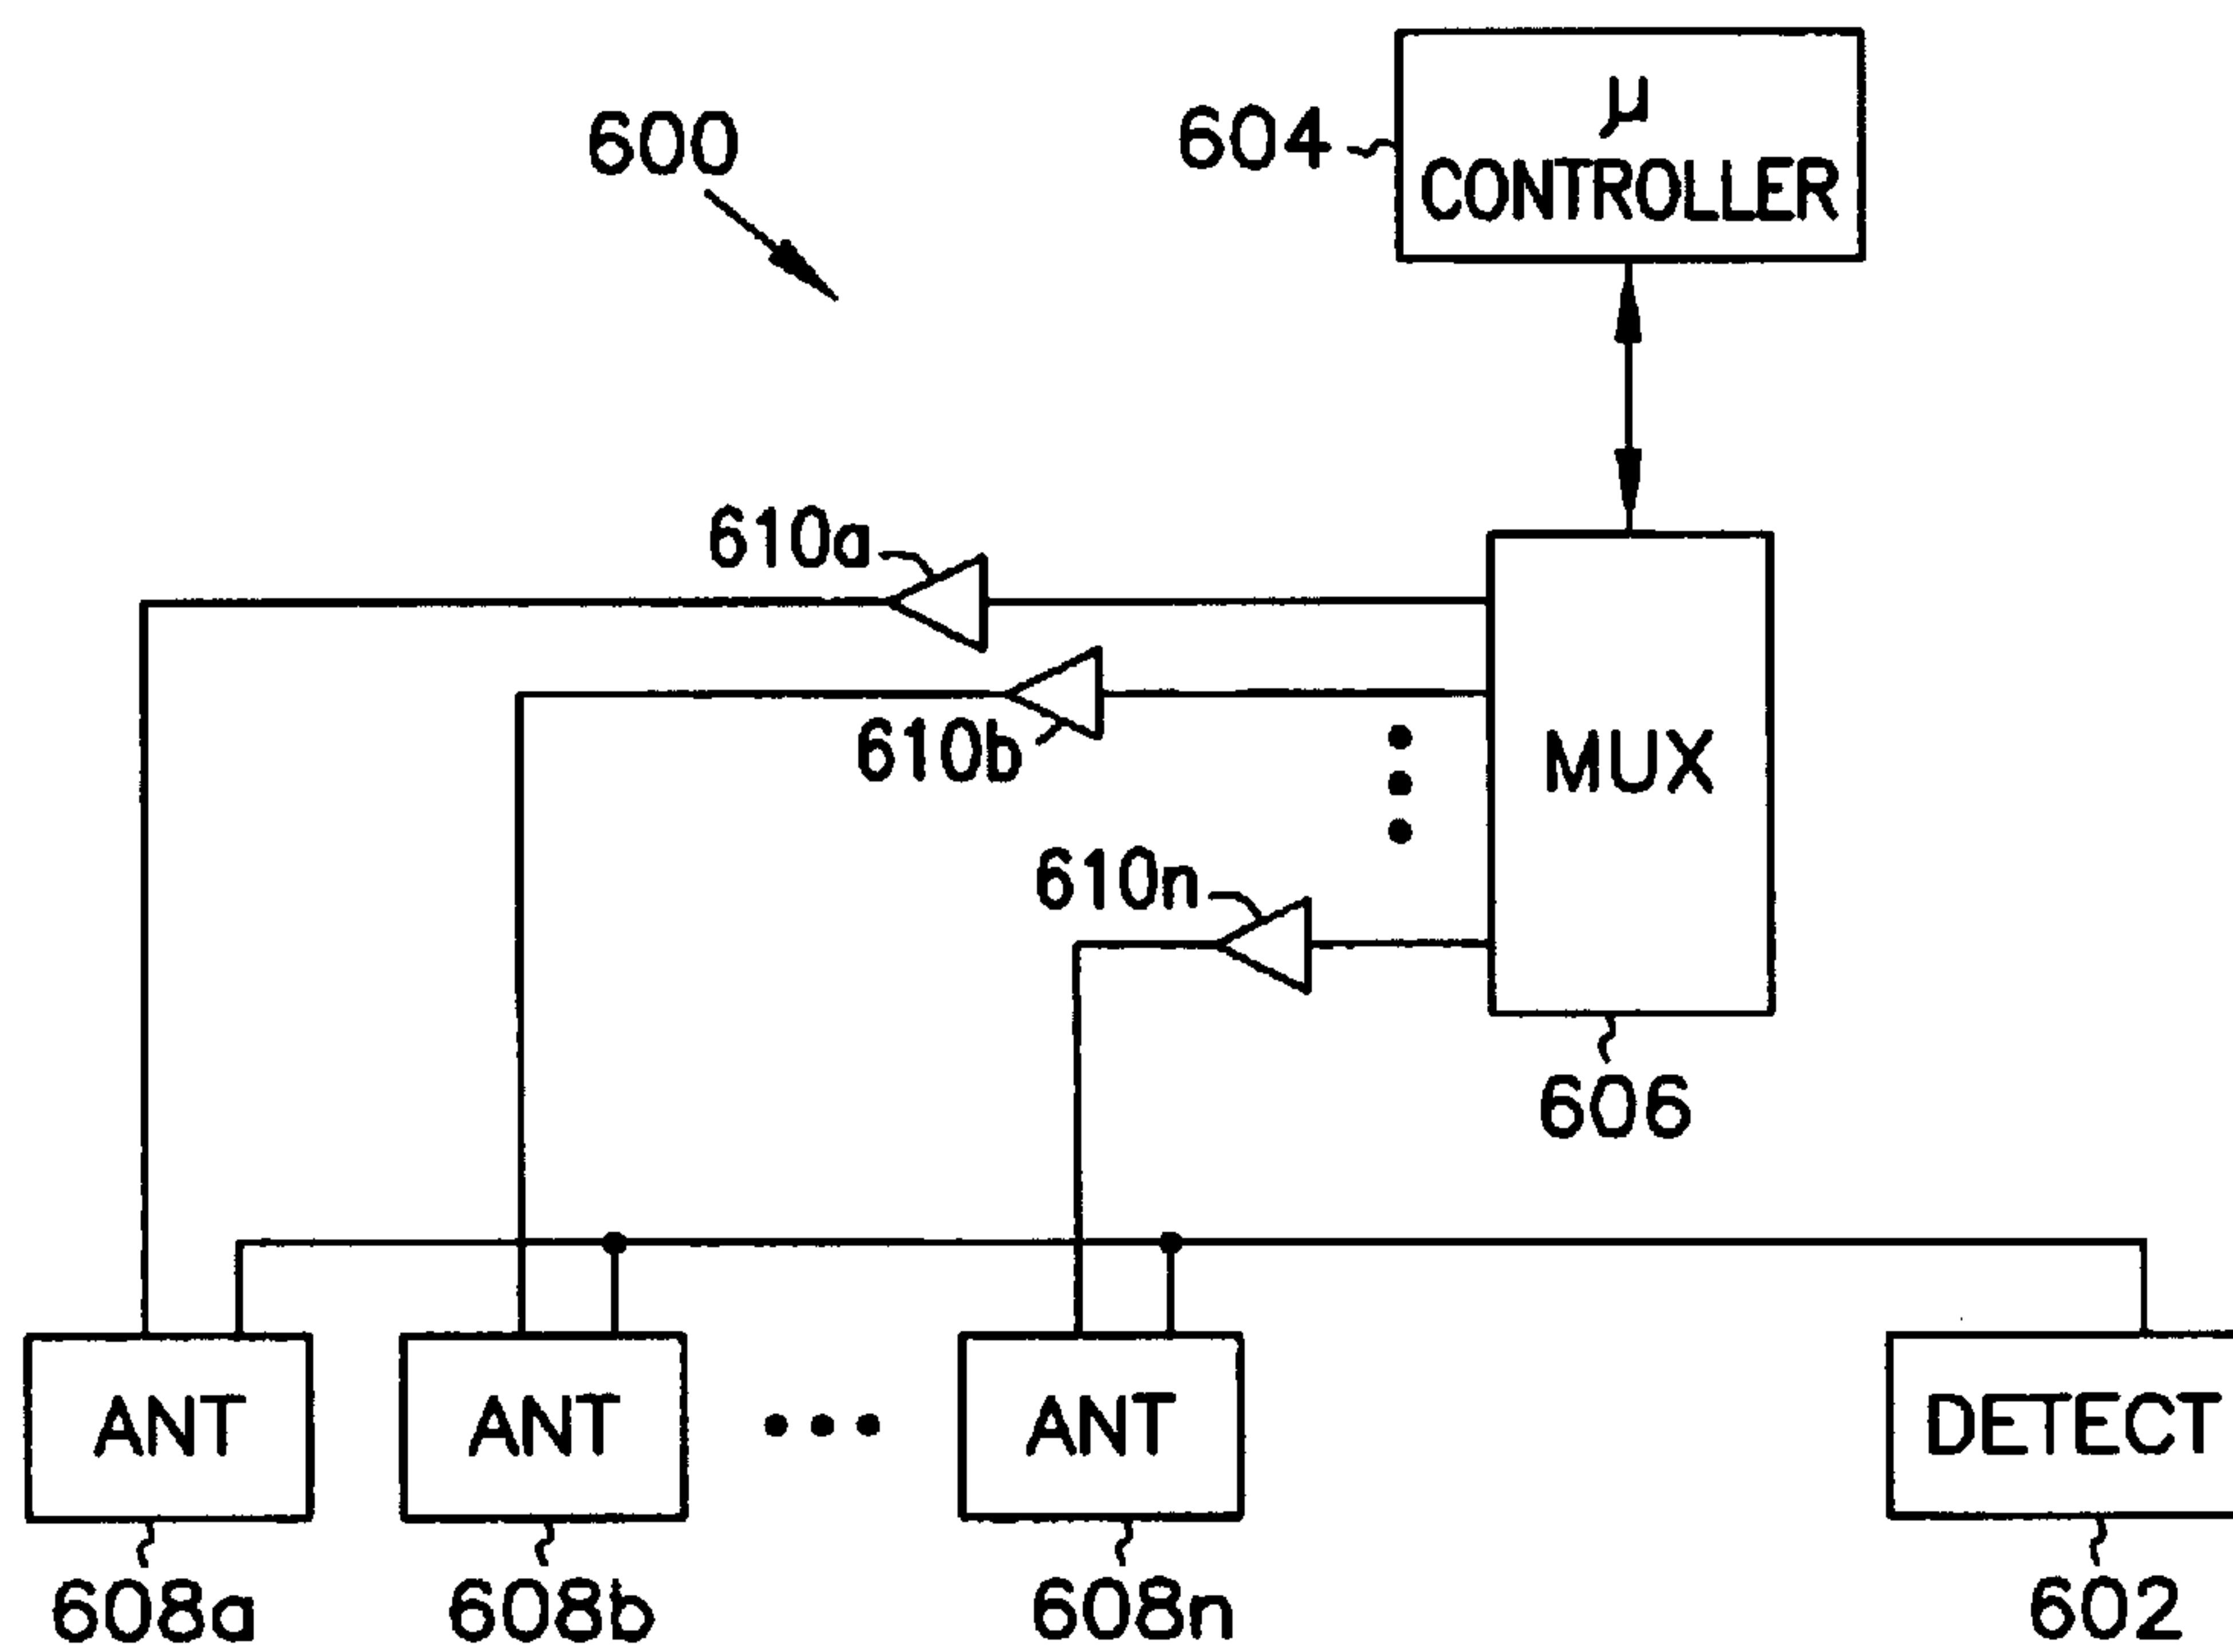 600
604
μ
CONTROLLER
610a
610b
MUX
610n
606
ANT
ANT
ANT
DETECT
608a
608b
608n
602